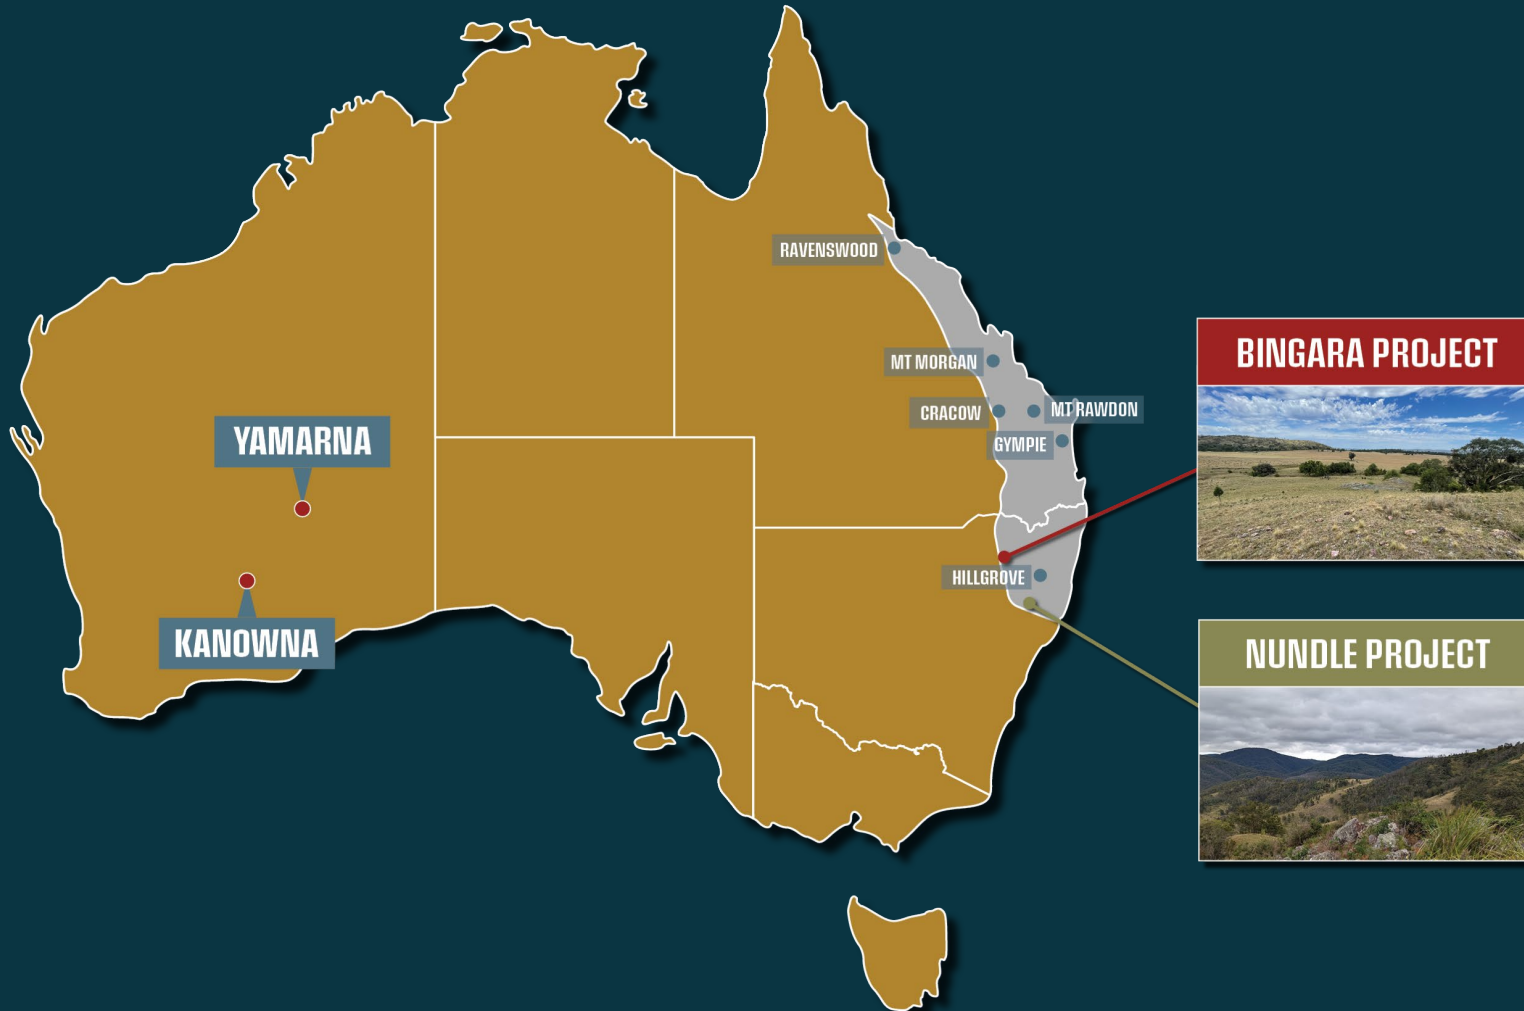 RAVENSWOOD
MT MORGAN
CRACOW
MT RAWDON
GYMPIE
YAMARNA
KANOWNA
HILLGROVE
BINGARA PROJECT
NUNDLE PROJECT